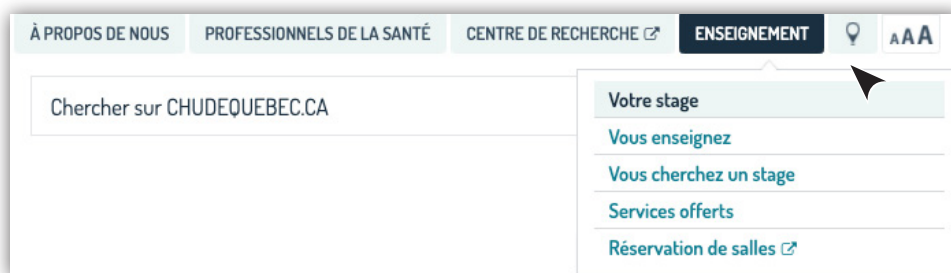 À PROPOS DE NOUS PROFESSIONNELS DE LA SANTÉ CENTRE DE RECHERCHE ENSEIGNEMENT AAA
Chercher sur CHUDEQUEBEC.CA
Votre stage
Vous enseignez
Vous cherchez un stage
Services offerts
Réservation de salles